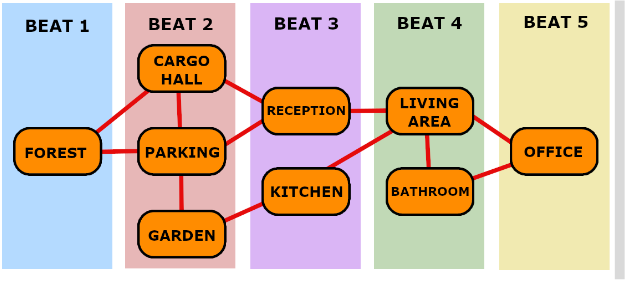 BEAT 1
BEAT 2
BEAT 3
BEAT 4
BEAT 5
CARGO
HALL
RECEPTION
LIVING
AREA
FOREST
PARKING
OFFICE
KITCHEN
BATHROOM
GARDEN